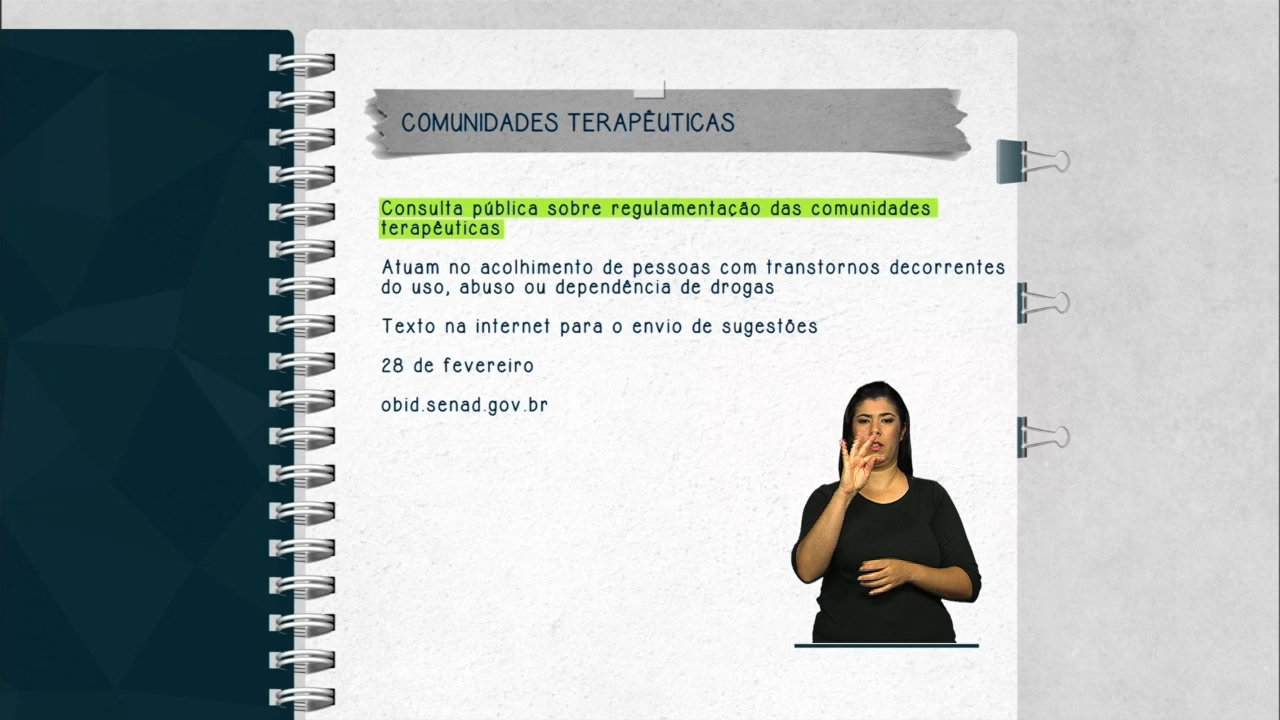 COMUNIDADES TERAPÊUTICAS
Consulta pública sobre regulamentação das comunidades
terapêuticas
Atuam no acolhimento de pessoas com transtornos decorrentes
do uso, abuso ou dependência de drogas
Texto na internet para o envio de sugestões
28 de fevereiro
obid.senad.gov.br